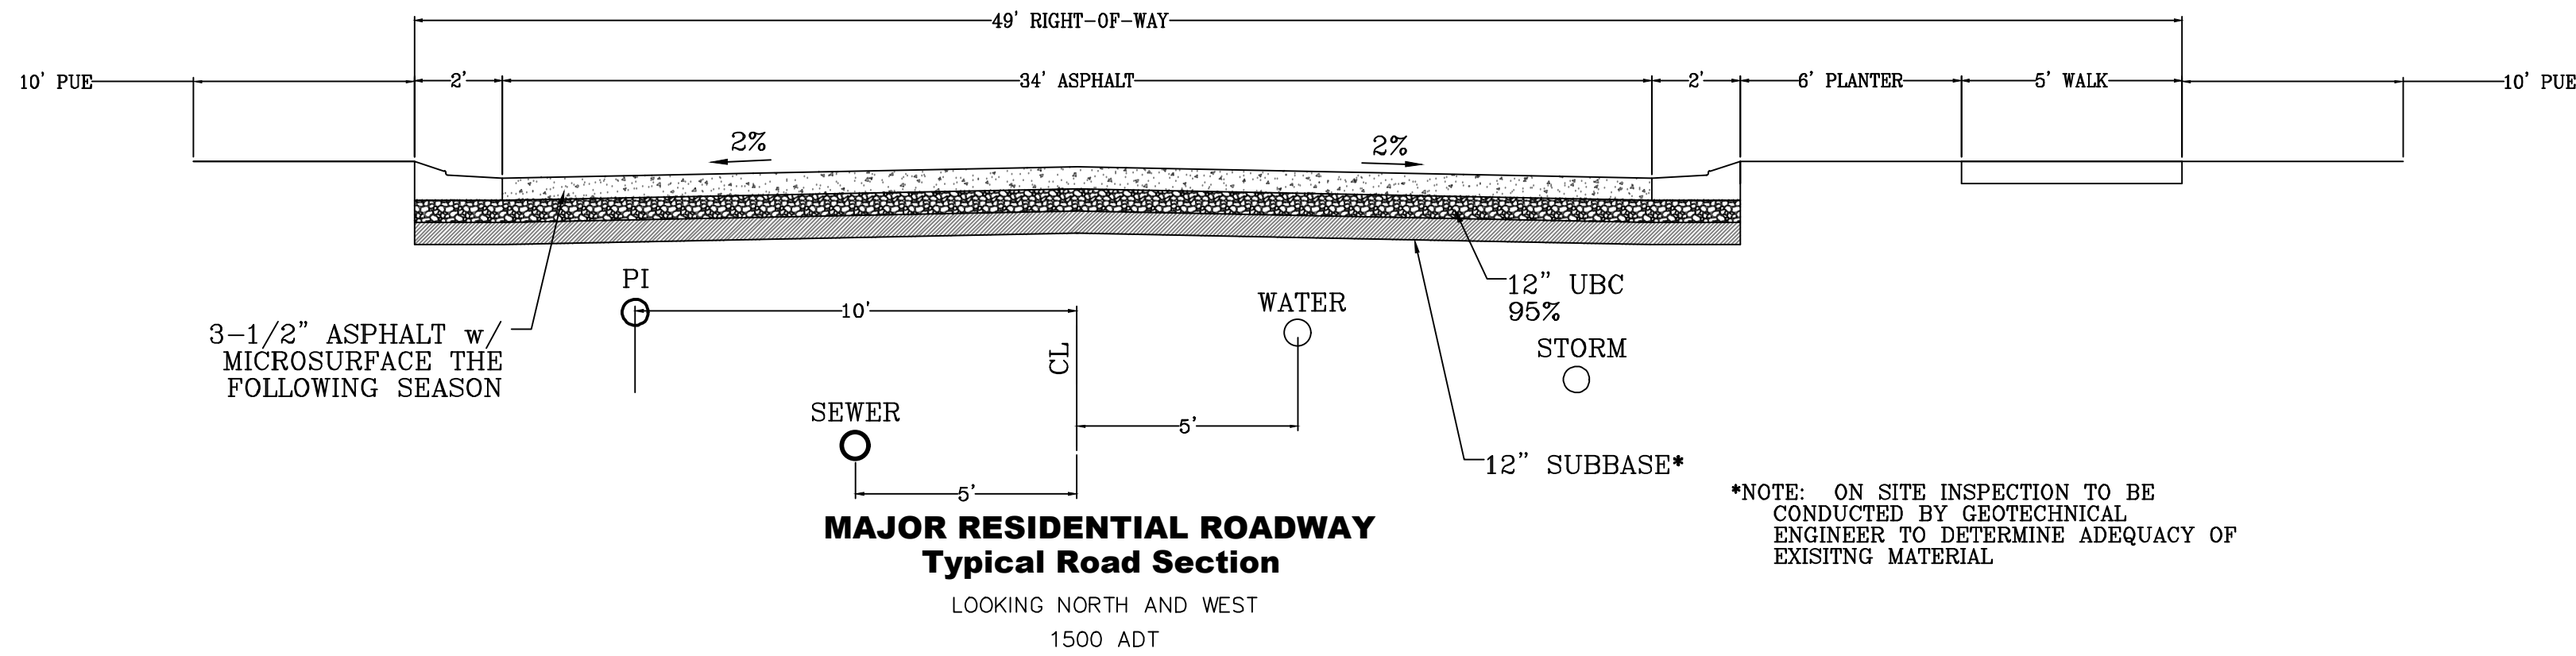 49' RIGHT-OF-WAY
10' PUE
2'
34' ASPHALT
2'
6' PLANTER
5' WALK
10' PUE
2%
2%
PI
10'
3-1/2" ASPHALT w/
MICROSURFACE THE
FOLLOWING SEASON
CL
WATER
12" UBC
95%
STORM
SEWER
5'
12" SUBBASE*
5'
*NOTE: ON SITE INSPECTION TO BE
CONDUCTED BY GEOTECHNICAL
ENGINEER TO DETERMINE ADEQUACY OF
EXISITNG MATERIAL
MAJOR RESIDENTIAL ROADWAY
Typical Road Section
LOOKING NORTH AND WEST
1500 ADT